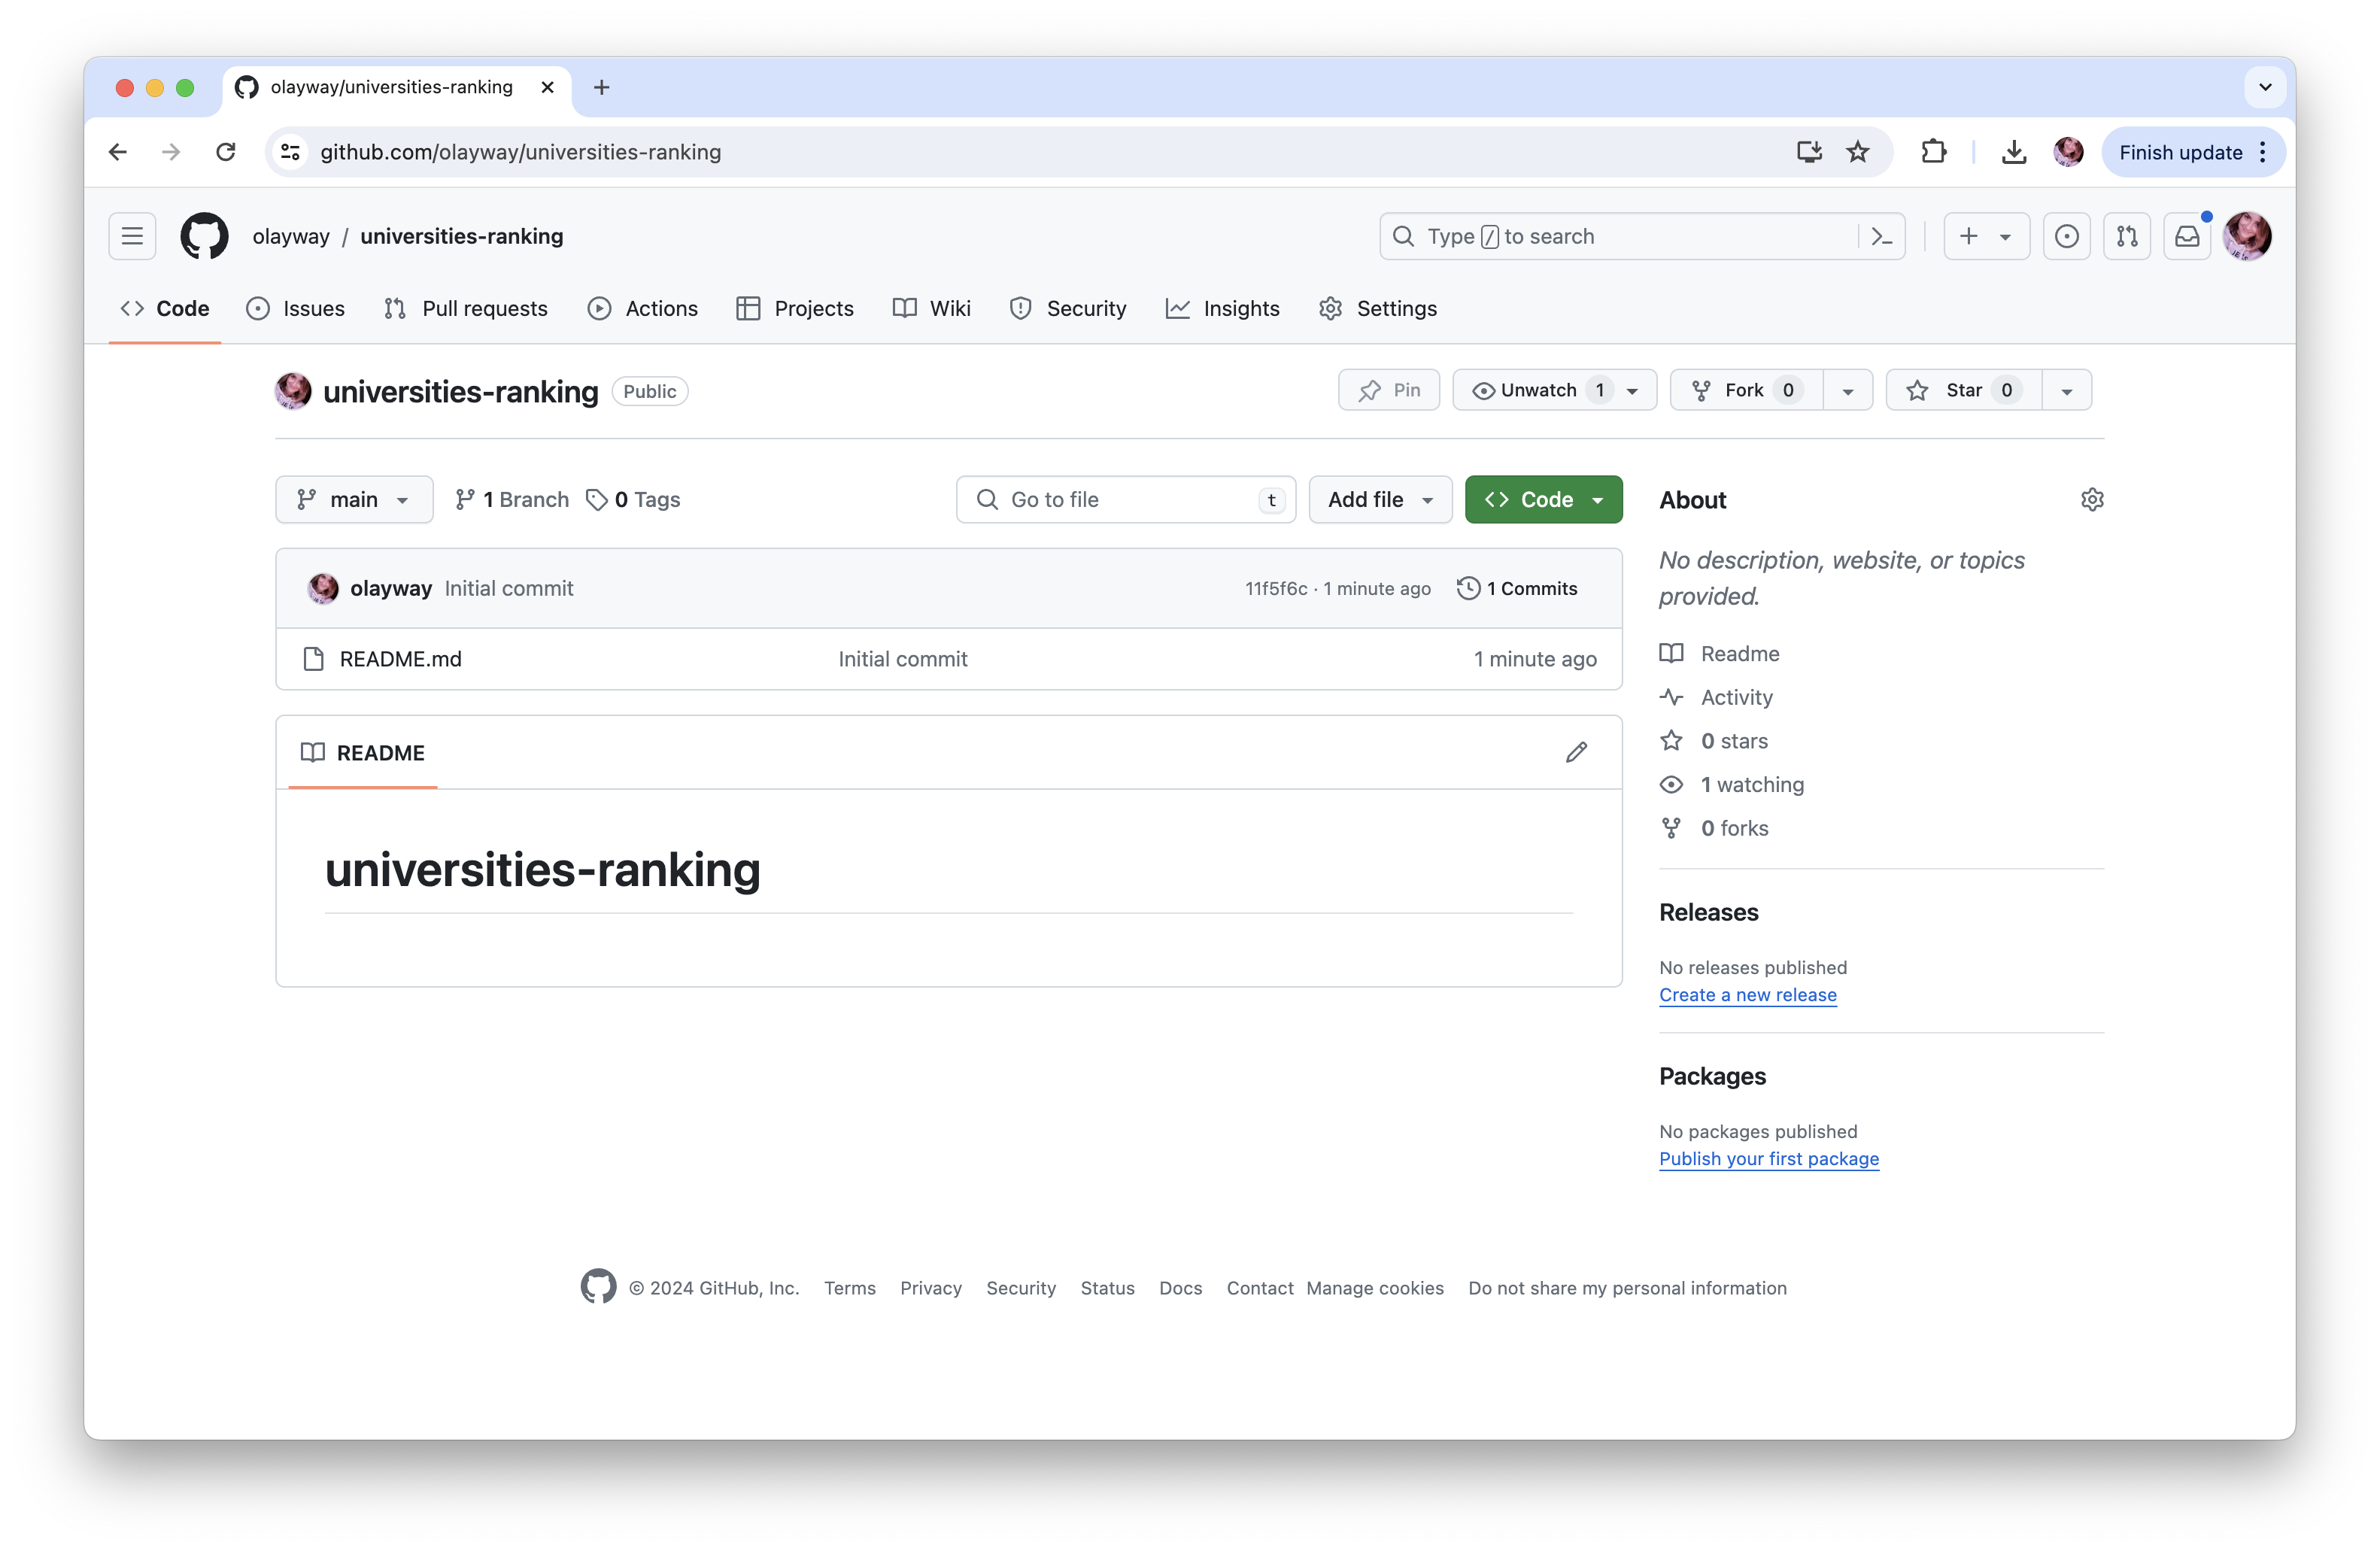 olayway/universities-ranking
github.com/olayway/universities-ranking
Finish update
olayway / universities-ranking
Type / to search
Code Issues Pull requests Actions Projects Wiki Security Insights Settings
universities-ranking Public
Pin Unwatch 1 Fork 0 Star 0
main 1 Branch 0 Tags Go to file t Add file Code
olayway Initial commit 11f5f6c · 1 minute ago 1 Commits
README.md Initial commit 1 minute ago
README
universities-ranking
About
No description, website, or topics
provided.
Readme
Activity
0 stars
1 watching
0 forks
Releases
No releases published
Create a new release
Packages
No packages published
Publish your first package
© 2024 GitHub, Inc. Terms Privacy Security Status Docs Contact Manage cookies Do not share my personal information